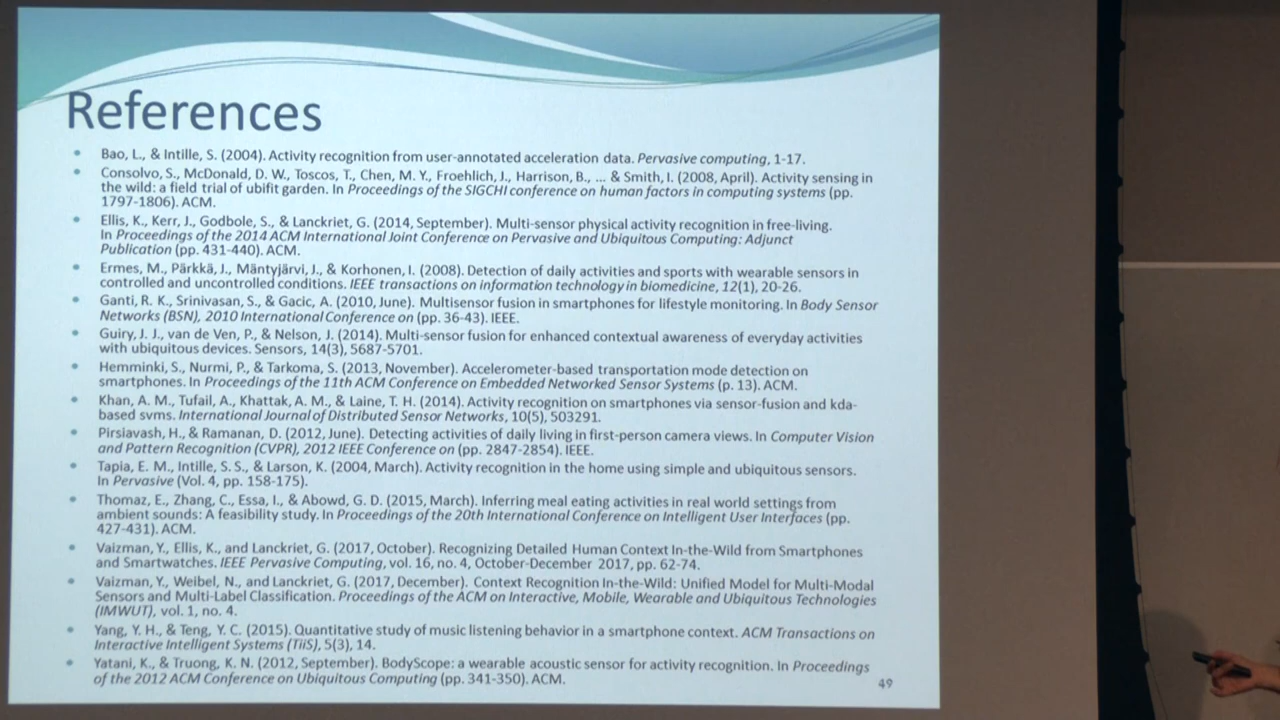 References
Bao, L., & Intille, S. (2004). Activity recognition from user-annotated acceleration data. Pervasive computing, 1-17.
Consolvo, S., McDonald, D. W., Toscos, T., Chen, M. Y., Froehlich, J., Harrison, B., ... & Smith, I. (2008, April). Activity sensing in
the wild: a field trial of ubifit garden. In Proceedings of the SIGCHI conference on human factors in computing systems (pp.
1797-1806). ACM.
Ellis, K., Kerr, J., Godbole, S., & Lanckriet, G. (2014, September). Multi-sensor physical activity recognition in free-living.
In Proceedings of the 2014 ACM International Joint Conference on Pervasive and Ubiquitous Computing: Adjunct
Publication (pp. 431-440). ACM.
Ermes, M., Pärkkä, J., Mäntyjärvi, J., & Korhonen, I. (2008). Detection of daily activities and sports with wearable sensors in
controlled and uncontrolled conditions. IEEE transactions on information technology in biomedicine, 12(1), 20-26.
Ganti, R. K., Srinivasan, S., & Gacic, A. (2010, June). Multisensor fusion in smartphones for lifestyle monitoring. In Body Sensor
Networks (BSN), 2010 International Conference on (pp. 36-43). IEEE.
Guiry, J. J., van de Ven, P., & Nelson, J. (2014). Multi-sensor fusion for enhanced contextual awareness of everyday activities
with ubiquitous devices. Sensors, 14(3), 5687-5701.
Hemminki, S., Nurmi, P., & Tarkoma, S. (2013, November). Accelerometer-based transportation mode detection on
smartphones. In Proceedings of the 11th ACM Conference on Embedded Networked Sensor Systems (p. 13). ACM.
Khan, A. M., Tufail, A., Khattak, A. M., & Laine, T. H. (2014). Activity recognition on smartphones via sensor-fusion and kda-
based svms. International Journal of Distributed Sensor Networks, 10(5), 503291.
Pirsiavash, H., & Ramanan, D. (2012, June). Detecting activities of daily living in first-person camera views. In Computer Vision
and Pattern Recognition (CVPR), 2012 IEEE Conference on (pp. 2847-2854). IEEE.
Tapia, E. M., Intille, S. S., & Larson, K. (2004, March). Activity recognition in the home using simple and ubiquitous sensors.
In Pervasive (Vol. 4, pp. 158-175).
Thomaz, E., Zhang, C., Essa, I., & Abowd, G. D. (2015, March). Inferring meal eating activities in real world settings from
ambient sounds: A feasibility study. In Proceedings of the 20th International Conference on Intelligent User Interfaces (pp.
427-431). ACM.
Vaizman, Y., Ellis, K., and Lanckriet, G. (2017, October). Recognizing Detailed Human Context In-the-Wild from Smartphones
and Smartwatches. IEEE Pervasive Computing, vol. 16, no. 4, October-December 2017, pp. 62-74.
Vaizman, Y., Weibel, N., and Lanckriet, G. (2017, December). Context Recognition In-the-Wild: Unified Model for Multi-Modal
Sensors and Multi-Label Classification. Proceedings of the ACM on Interactive, Mobile, Wearable and Ubiquitous Technologies
(IMWUT), vol. 1, no. 4.
Yang, Y. H., & Teng, Y. C. (2015). Quantitative study of music listening behavior in a smartphone context. ACM Transactions on
Interactive Intelligent Systems (TiiS), 5(3), 14.
Yatani, K., & Truong, K. N. (2012, September). BodyScope: a wearable acoustic sensor for activity recognition. In Proceedings
of the 2012 ACM Conference on Ubiquitous Computing (pp. 341-350). ACM.
49